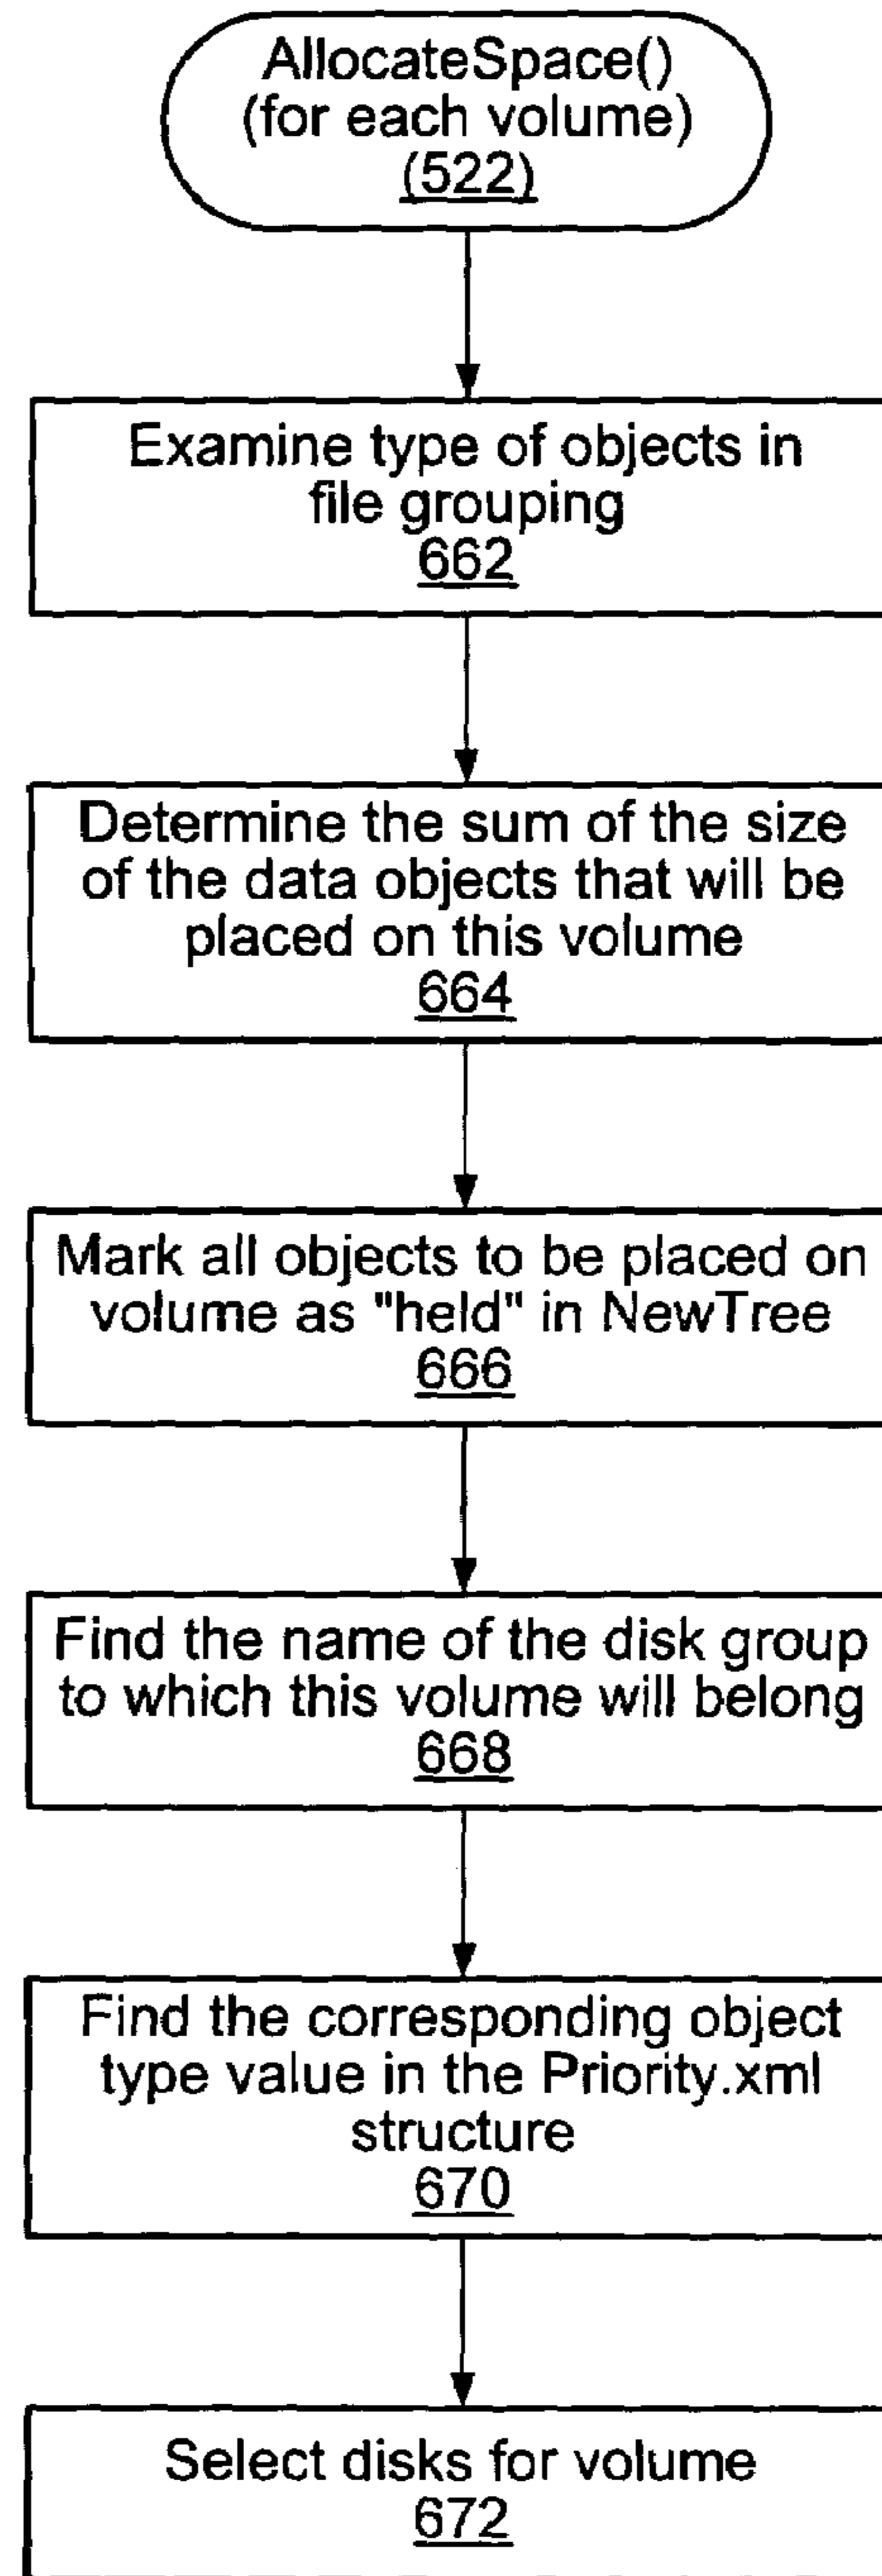 AllocateSpace()
(for each volume)
(522)
Examine type of objects in
file grouping
662
Determine the sum of the size
of the data objects that will be
placed on this volume
664
Mark all objects to be placed on
volume as "held" in NewTree
666
Find the name of the disk group
to which this volume will belong
668
Find the corresponding object
type value in the Priority.xml
structure
670
Select disks for volume
672